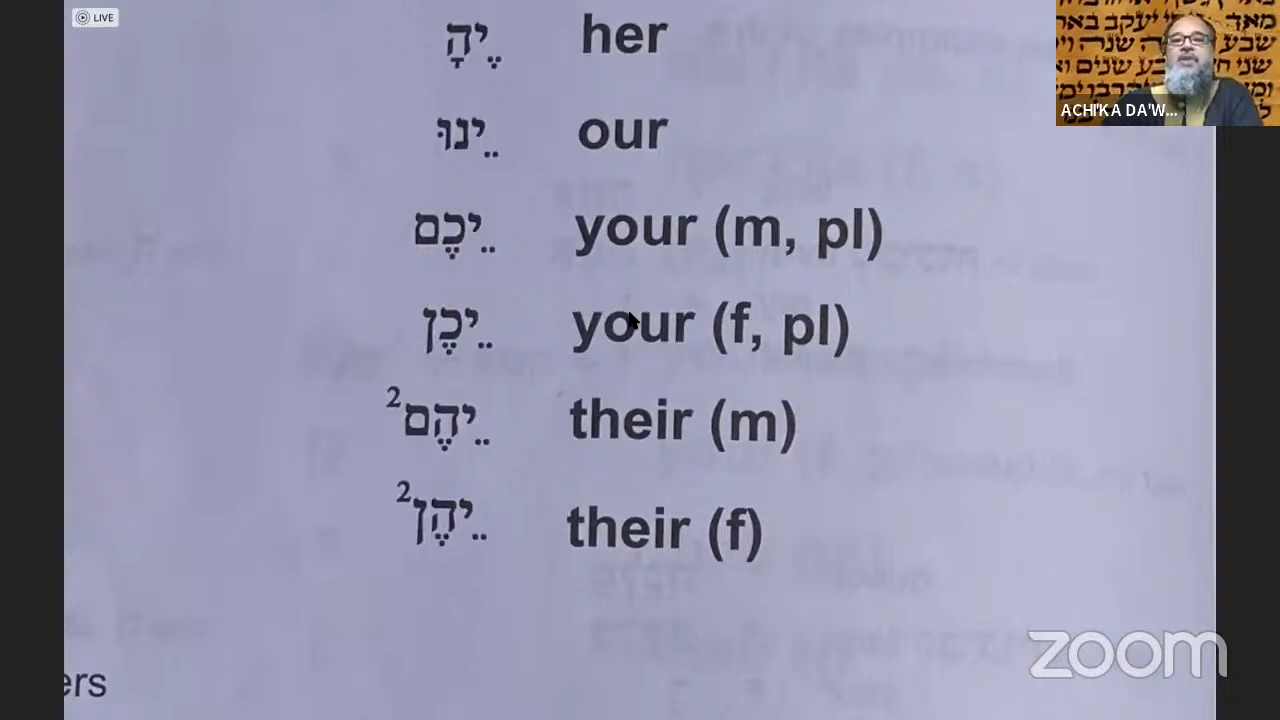 LIVE
ֶיהָ her
ֵינוּ our
ֵיכֶם your (m, pl)
ֵיכֶן your (f, pl)
ֵיהֶם² their (m)
ֵיהֶן² their (f)
ers
ACHI'KA DA'W...
zoom